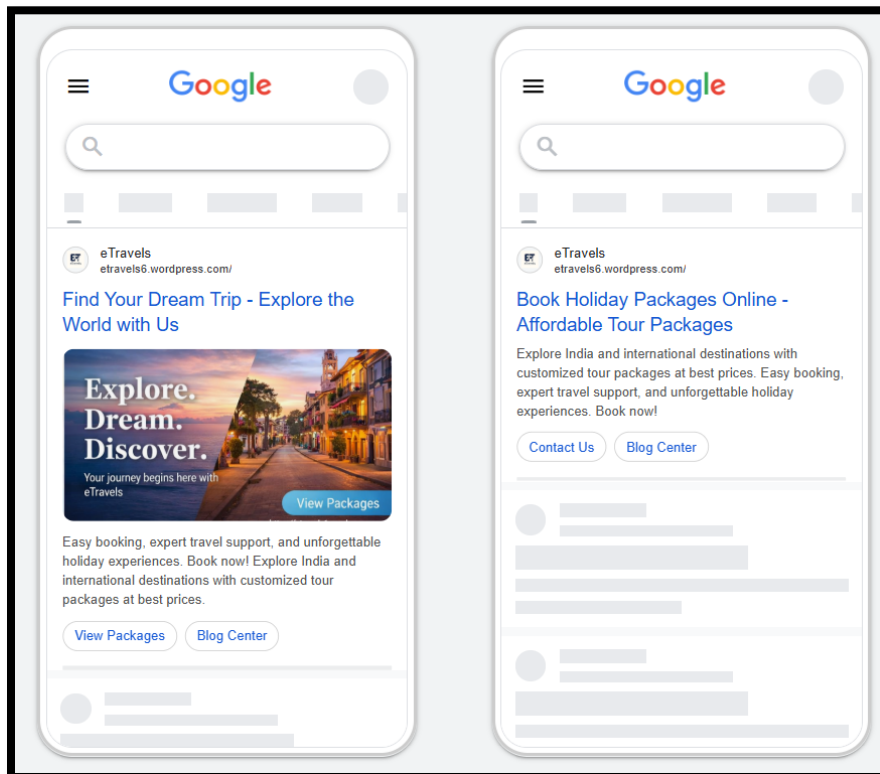 Google
eTravels
etravels6.wordpress.com/
Find Your Dream Trip - Explore the
World with Us
Explore.
Dream.
Discover.
Your journey begins here with
eTravels
View Packages
Easy booking, expert travel support, and unforgettable
holiday experiences. Book now! Explore India and
international destinations with customized tour
packages at best prices.
View Packages
Blog Center
Google
eTravels
etravels6.wordpress.com/
Book Holiday Packages Online -
Affordable Tour Packages
Explore India and international destinations with
customized tour packages at best prices. Easy booking,
expert travel support, and unforgettable holiday
experiences. Book now!
Contact Us
Blog Center